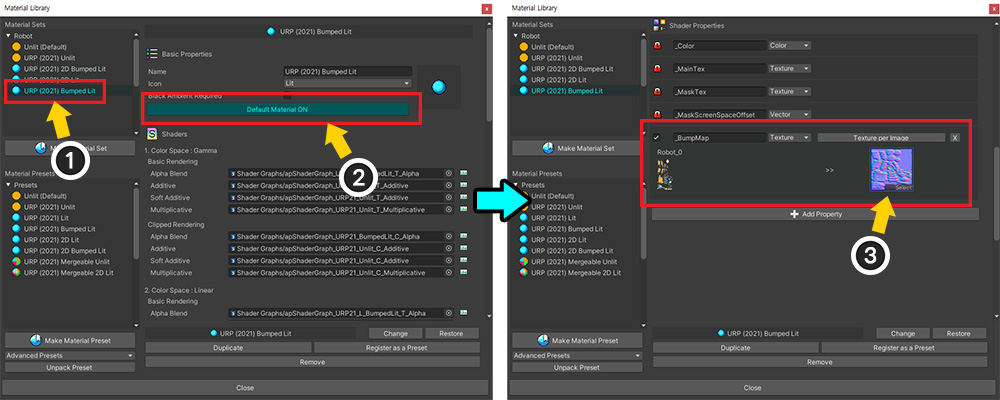 Material Library
Material Sets
Robot
Unlit (Default)
URP (2021) Unlit
URP (2021) 2D Bumped Lit
URP (2021) 2D Lit
URP (2021) Bumped Lit
1
Make Material Set
Material Presets
Presets
Unlit (Default)
URP (2021) Unlit
URP (2021) Lit
URP (2021) Bumped Lit
URP (2021) 2D Lit
URP (2021) 2D Bumped Lit
URP (2021) Mergeable Unlit
URP (2021) Mergeable 2D Lit
Make Material Preset
Advanced Presets
Unpack Preset
URP (2021) Bumped Lit
Basic Properties
Name URP (2021) Bumped Lit
Icon Lit
Black Ambient Required
Default Material ON
2
Shaders
1. Color Space : Gamma
Basic Rendering
Alpha Blend Shader Graphs/apShaderGraph_URP21_BumpedLit_T_Alpha
Additive Shader Graphs/apShaderGraph_URP21_Unlit_T_Additive
Soft Additive Shader Graphs/apShaderGraph_URP21_Unlit_T_Additive
Multiplicative Shader Graphs/apShaderGraph_URP21_Unlit_T_Multiplicative
Clipped Rendering
Alpha Blend Shader Graphs/apShaderGraph_URP21_BumpedLit_C_Alpha
Additive Shader Graphs/apShaderGraph_URP21_Unlit_C_Additive
Soft Additive Shader Graphs/apShaderGraph_URP21_Unlit_C_Additive
Multiplicative Shader Graphs/apShaderGraph_URP21_Unlit_C_Multiplicative
2. Color Space : Linear
Basic Rendering
Alpha Blend Shader Graphs/apShaderGraph_URP21_L_BumpedLit_T_Alpha
URP (2021) Bumped Lit Change Restore
Duplicate Register as a Preset
Remove
Close
Material Library x
Material Sets
Robot
Unlit (Default)
URP (2021) Unlit
URP (2021) 2D Bumped Lit
URP (2021) 2D Lit
URP (2021) Bumped Lit
Make Material Set
Material Presets
Presets
Unlit (Default)
URP (2021) Unlit
URP (2021) Lit
URP (2021) Bumped Lit
URP (2021) 2D Lit
URP (2021) 2D Bumped Lit
URP (2021) Mergeable Unlit
URP (2021) Mergeable 2D Lit
Make Material Preset
Advanced Presets
Unpack Preset
Shader Properties
_Color Color
_MainTex Texture
_MaskTex Texture
_MaskScreenSpaceOffset Vector
_BumpMap Texture Texture per Image X
Robot_0
>>
Select
Add Property
3
URP (2021) Bumped Lit Change Restore
Duplicate Register as a Preset
Remove
Close